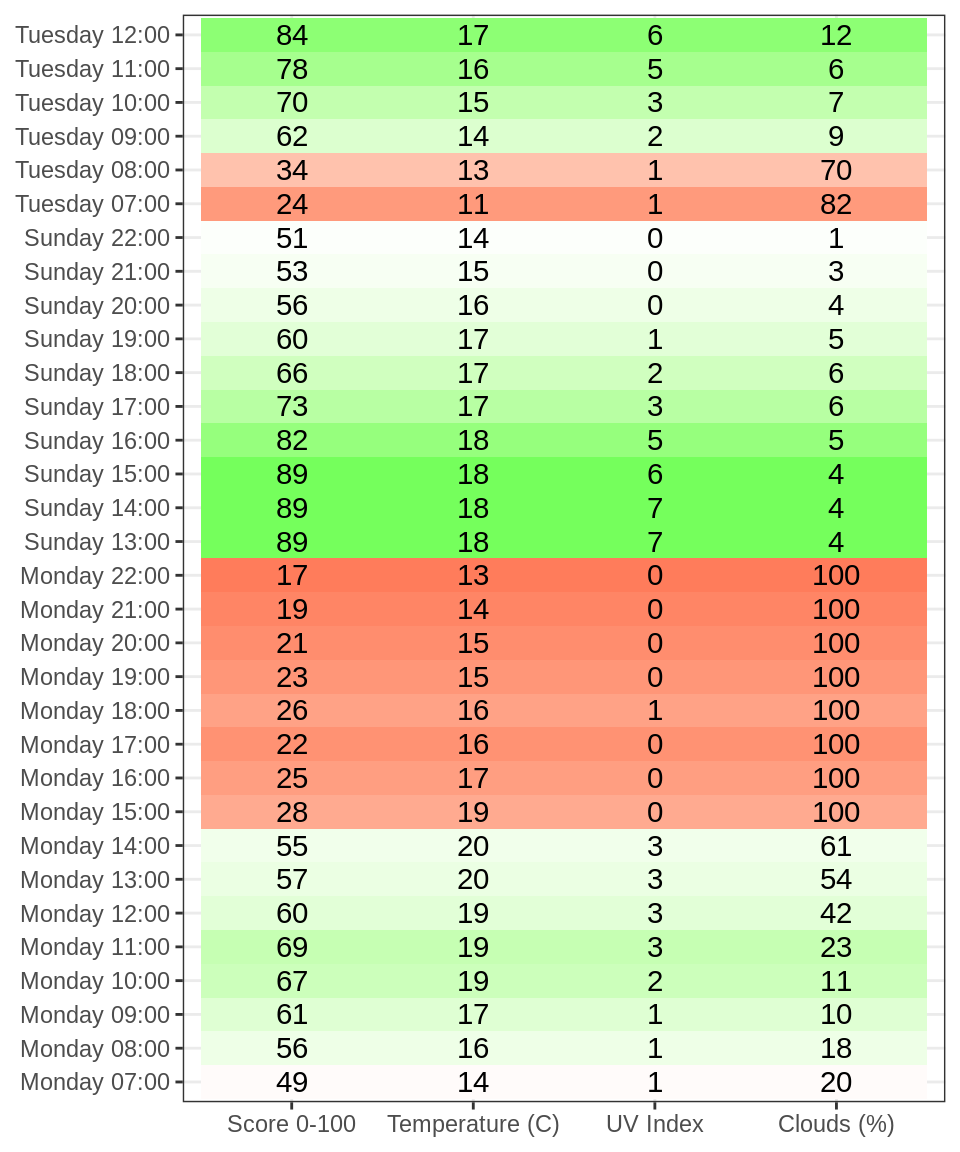 Tuesday 12:00 84 17 6 12
Tuesday 11:00 78 16 5 6
Tuesday 10:00 70 15 3 7
Tuesday 09:00 62 14 2 9
Tuesday 08:00 34 13 1 70
Tuesday 07:00 24 11 1 82
Sunday 22:00 51 14 0 1
Sunday 21:00 53 15 0 3
Sunday 20:00 56 16 0 4
Sunday 19:00 60 17 1 5
Sunday 18:00 66 17 2 6
Sunday 17:00 73 17 3 6
Sunday 16:00 82 18 5 5
Sunday 15:00 89 18 6 4
Sunday 14:00 89 18 7 4
Sunday 13:00 89 18 7 4
Monday 22:00 17 13 0 100
Monday 21:00 19 14 0 100
Monday 20:00 21 15 0 100
Monday 19:00 23 15 0 100
Monday 18:00 26 16 1 100
Monday 17:00 22 16 0 100
Monday 16:00 25 17 0 100
Monday 15:00 28 19 0 100
Monday 14:00 55 20 3 61
Monday 13:00 57 20 3 54
Monday 12:00 60 19 3 42
Monday 11:00 69 19 3 23
Monday 10:00 67 19 2 11
Monday 09:00 61 17 1 10
Monday 08:00 56 16 1 18
Monday 07:00 49 14 1 20
Score 0-100 Temperature (C) UV Index Clouds (%)